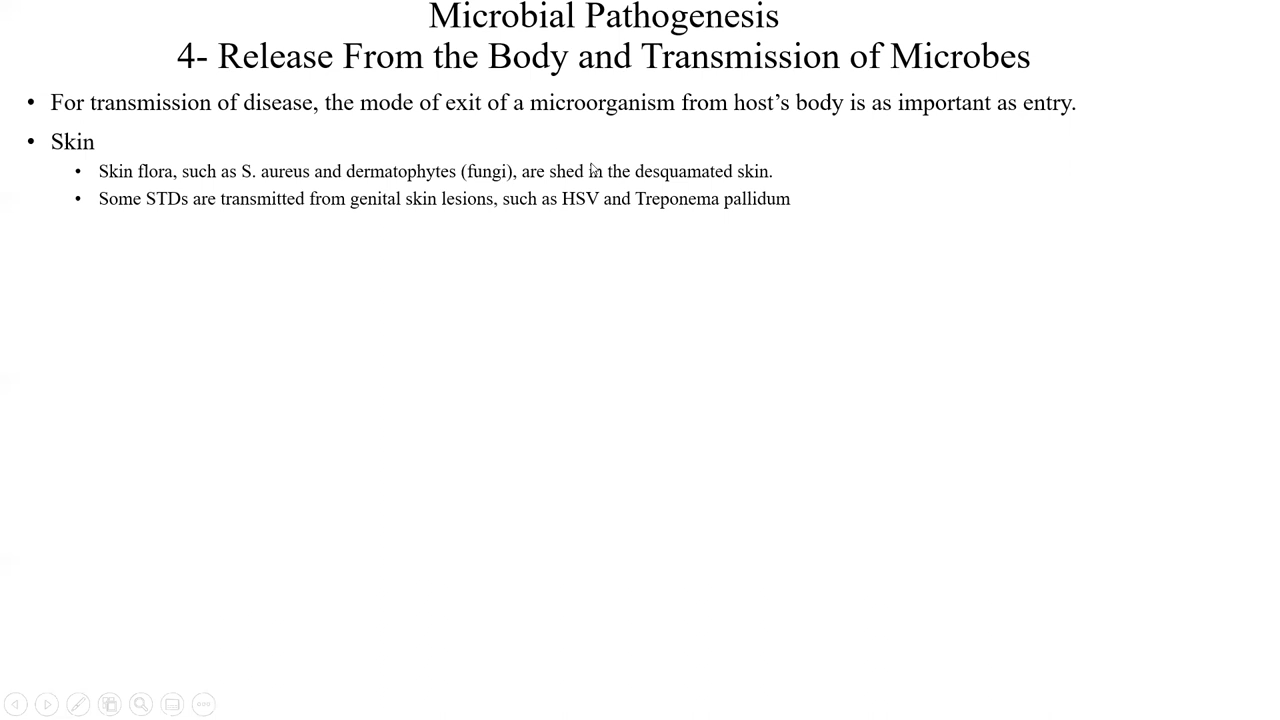 Microbial Pathogenesis
4- Release From the Body and Transmission of Microbes
• For transmission of disease, the mode of exit of a microorganism from host’s body is as important as entry.
• Skin
• Skin flora, such as S. aureus and dermatophytes (fungi), are shed in the desquamated skin.
• Some STDs are transmitted from genital skin lesions, such as HSV and Treponema pallidum